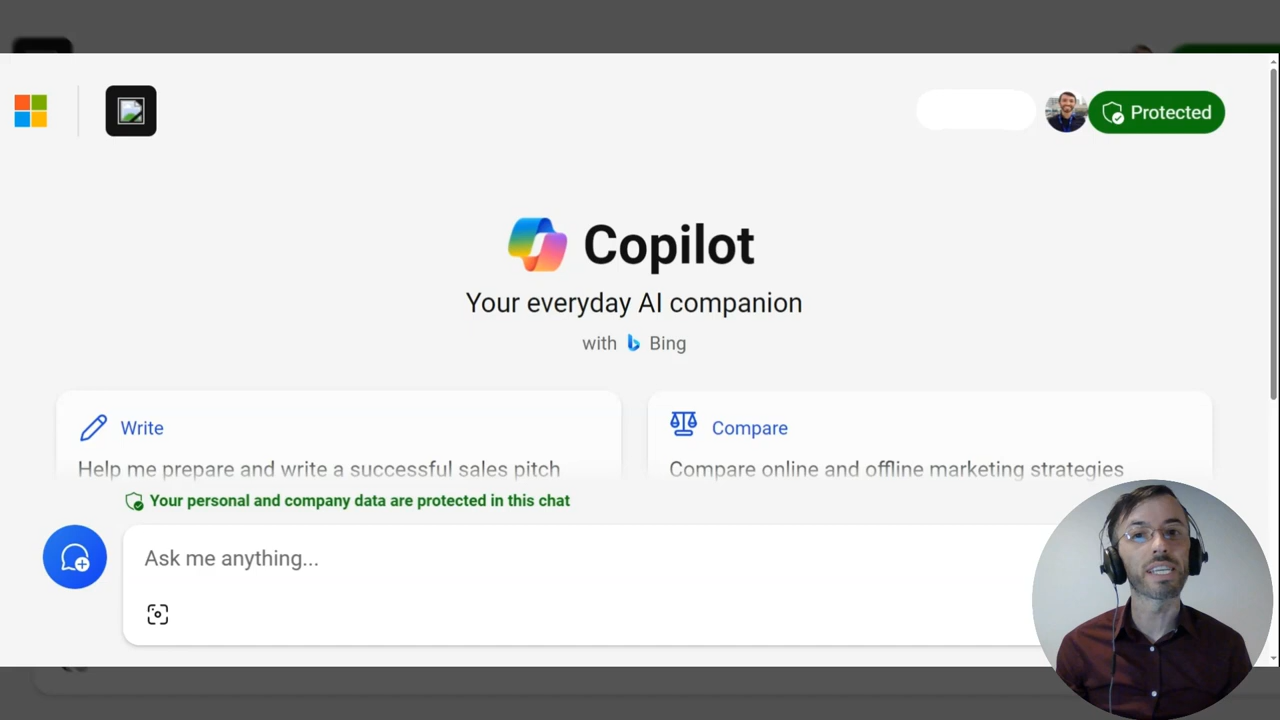 Protected
Copilot
Your everyday AI companion
with Bing
Write
Compare
Help me prepare and write a successful sales pitch
Compare online and offline marketing strategies
Your personal and company data are protected in this chat
Ask me anything...